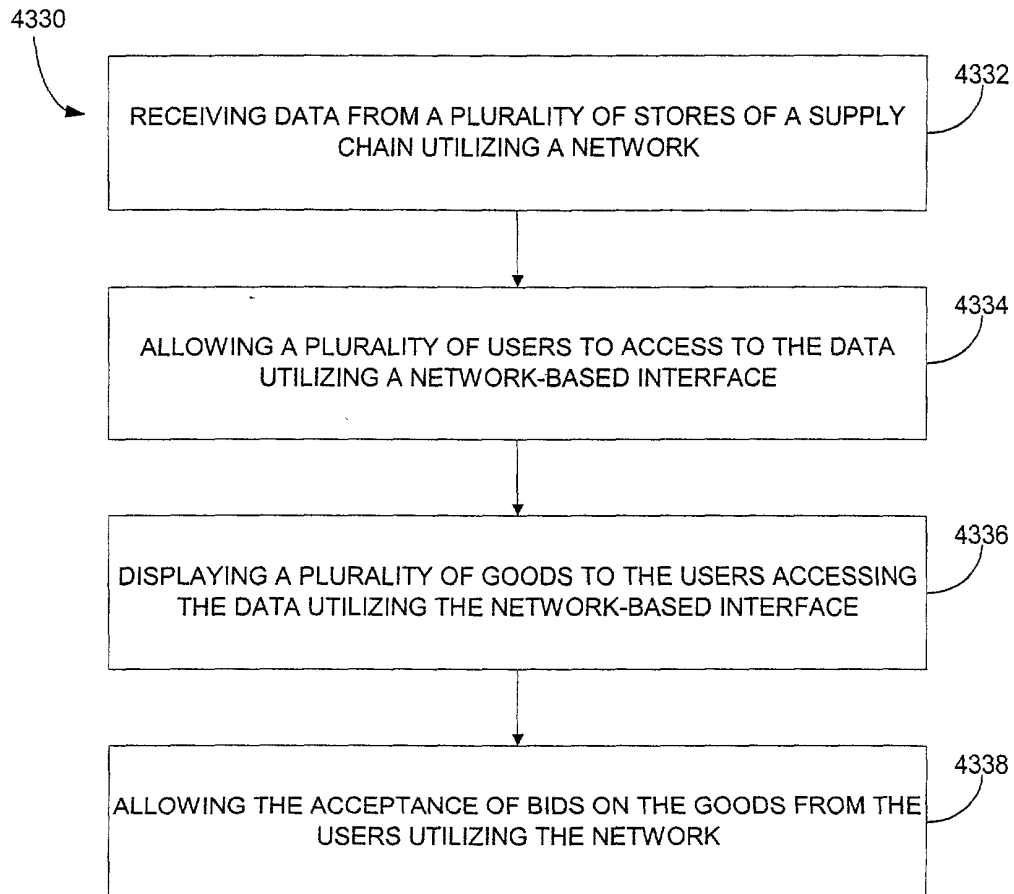 4330
4332
RECEIVING DATA FROM A PLURALITY OF STORES OF A SUPPLY
CHAIN UTILIZING A NETWORK
4334
ALLOWING A PLURALITY OF USERS TO ACCESS TO THE DATA
UTILIZING A NETWORK-BASED INTERFACE
4336
DISPLAYING A PLURALITY OF GOODS TO THE USERS ACCESSING
THE DATA UTILIZING THE NETWORK-BASED INTERFACE
4338
ALLOWING THE ACCEPTANCE OF BIDS ON THE GOODS FROM THE
USERS UTILIZING THE NETWORK